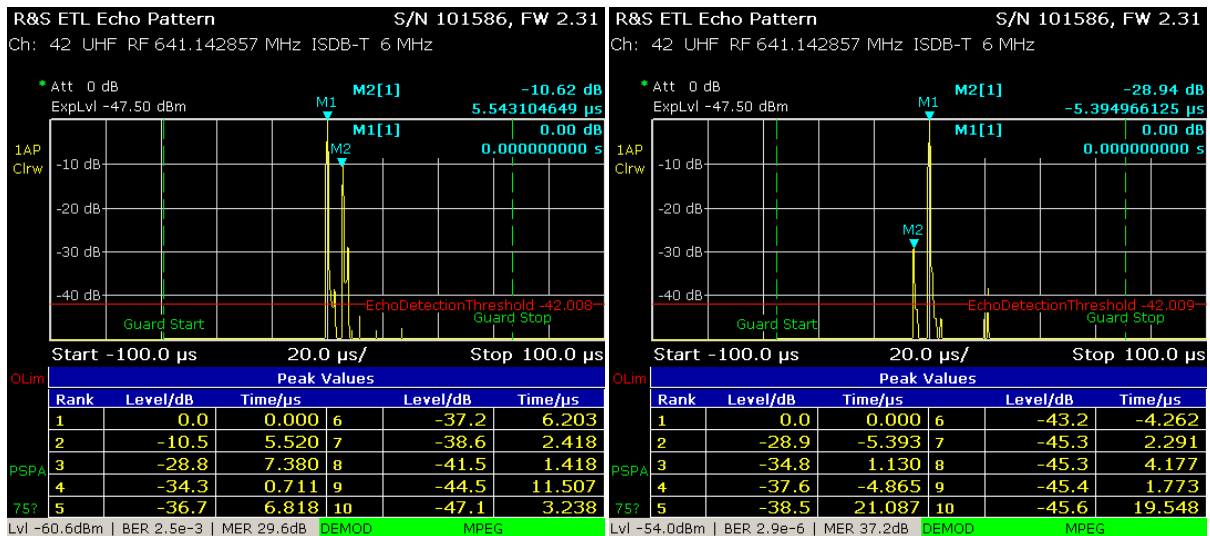 R&S ETL Echo Pattern S/N 101586, FW 2.31
Ch: 42 UHF RF 641.142857 MHz ISDB-T 6 MHz
* Att 0 dB M2[1] -10.62 dB
ExpLvl -47.50 dBm M1 5.543104649 µs
M1[1] 0.00 dB
1AP M2 0.000000000 s
Clrw -10 dB
-20 dB
-30 dB
-40 dB
EchoDetectionThreshold -42.008
Guard Start Guard Stop
Start -100.0 µs 20.0 µs/ Stop 100.0 µs
OLim Peak Values
Rank Level/dB Time/µs Level/dB Time/µs
1 0.0 0.000 6 -37.2 6.203
2 -10.5 5.520 7 -38.6 2.418
PSPA 3 -28.8 7.380 8 -41.5 1.418
4 -34.3 0.711 9 -44.5 11.507
75? 5 -36.7 6.818 10 -47.1 3.238
Lvl -60.6dBm | BER 2.5e-3 | MER 29.6dB DEMOD MPEG
R&S ETL Echo Pattern S/N 101586, FW 2.31
Ch: 42 UHF RF 641.142857 MHz ISDB-T 6 MHz
* Att 0 dB M2[1] -28.94 dB
ExpLvl -47.50 dBm M1 -5.394966125 µs
M1[1] 0.00 dB
1AP 0.000000000 s
Clrw -10 dB
-20 dB
M2
-30 dB
-40 dB
EchoDetectionThreshold -42.009
Guard Start Guard Stop
Start -100.0 µs 20.0 µs/ Stop 100.0 µs
OLim Peak Values
Rank Level/dB Time/µs Level/dB Time/µs
1 0.0 0.000 6 -43.2 -4.262
2 -28.9 -5.393 7 -45.3 2.291
PSPA 3 -34.8 1.130 8 -45.3 4.177
4 -37.6 -4.865 9 -45.4 1.773
75? 5 -38.5 21.087 10 -45.6 19.548
Lvl -54.0dBm | BER 2.9e-6 | MER 37.2dB DEMOD MPEG